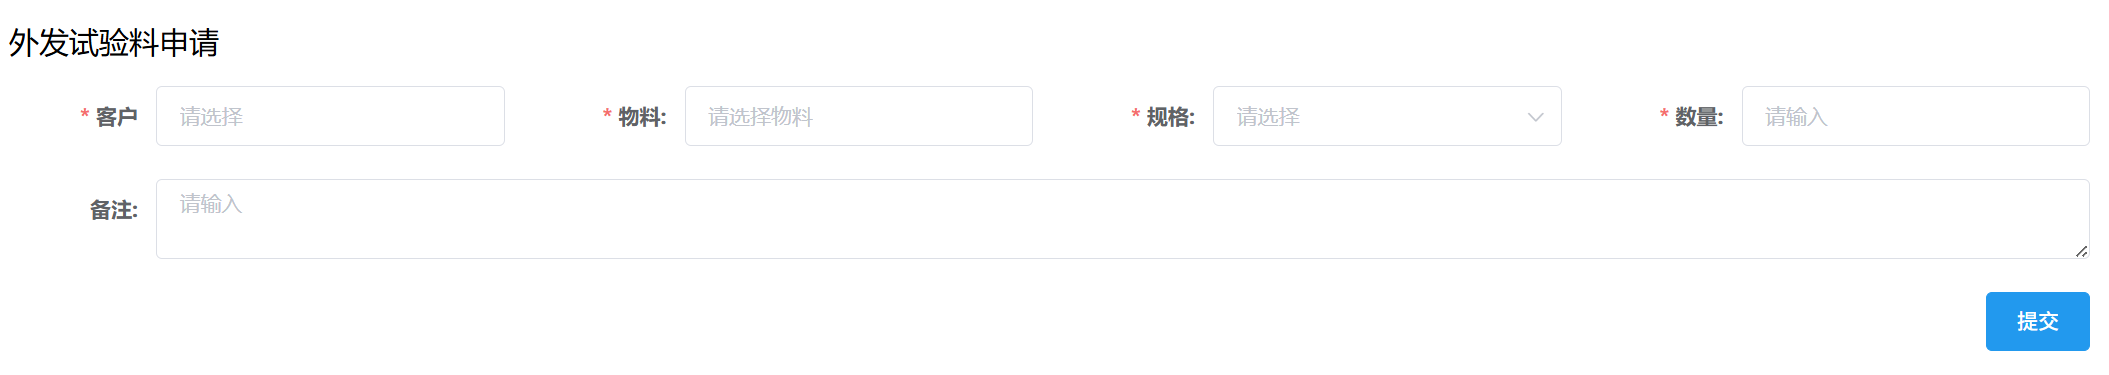 外发试验料申请
* 客户 请选择 * 物料: 请选择物料 * 规格: 请选择 * 数量: 请输入
备注: 请输入
提交